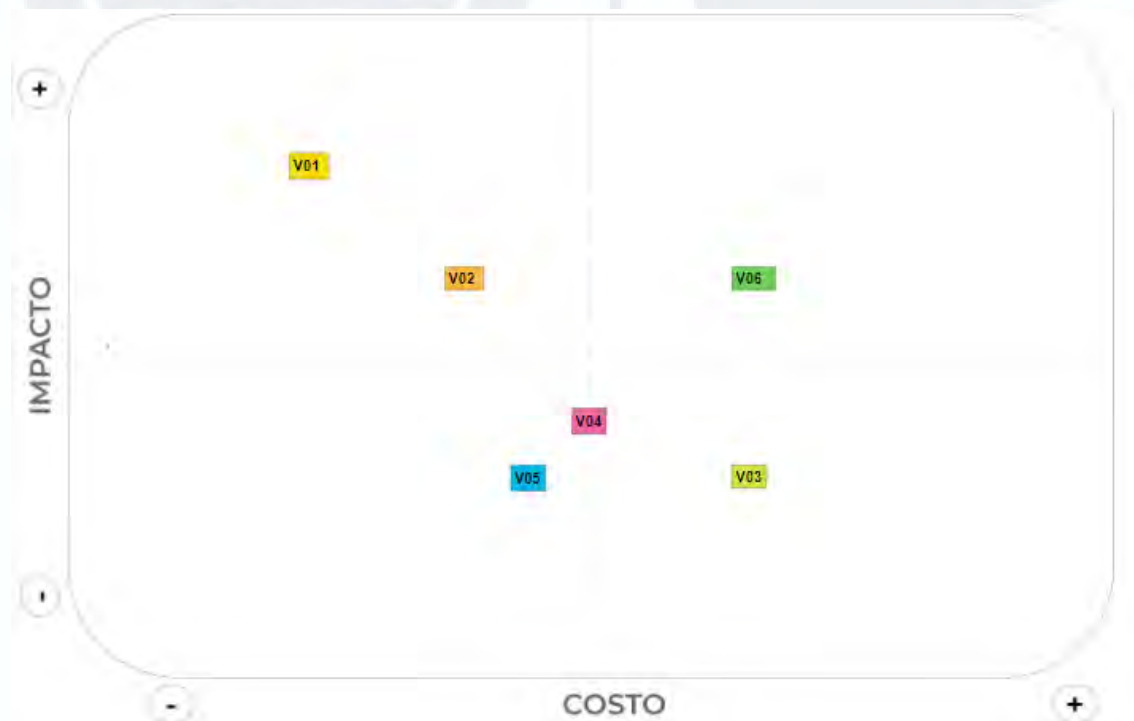 +
V01
V02
V06
IMPACTO
V04
V05
V03
-
-
COSTO
+